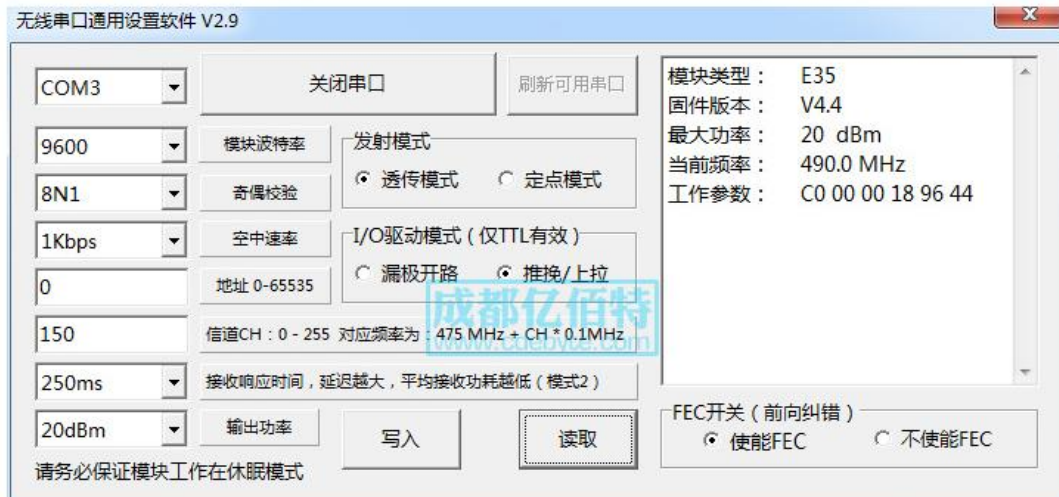 无线串口通用设置软件 V2.9
COM3
关闭串口
刷新可用串口
9600
模块波特率
8N1
奇偶校验
1Kbps
空中速率
0
地址 0-65535
发射模式
透传模式
定点模式
I/O驱动模式（仅TTL有效）
漏极开路
推挽/上拉
150
信道CH：0 - 255 对应频率为：475 MHz + CH * 0.1MHz
250ms
接收响应时间，延迟越大，平均接收功耗越低（模式2）
20dBm
输出功率
写入
读取
请务必保证模块工作在休眠模式
模块类型： E35
固件版本： V4.4
最大功率： 20 dBm
当前频率： 490.0 MHz
工作参数： C0 00 00 18 96 44
FEC开关（前向纠错）
使能FEC
不使能FEC
成都亿佰特
www.cdebyte.com